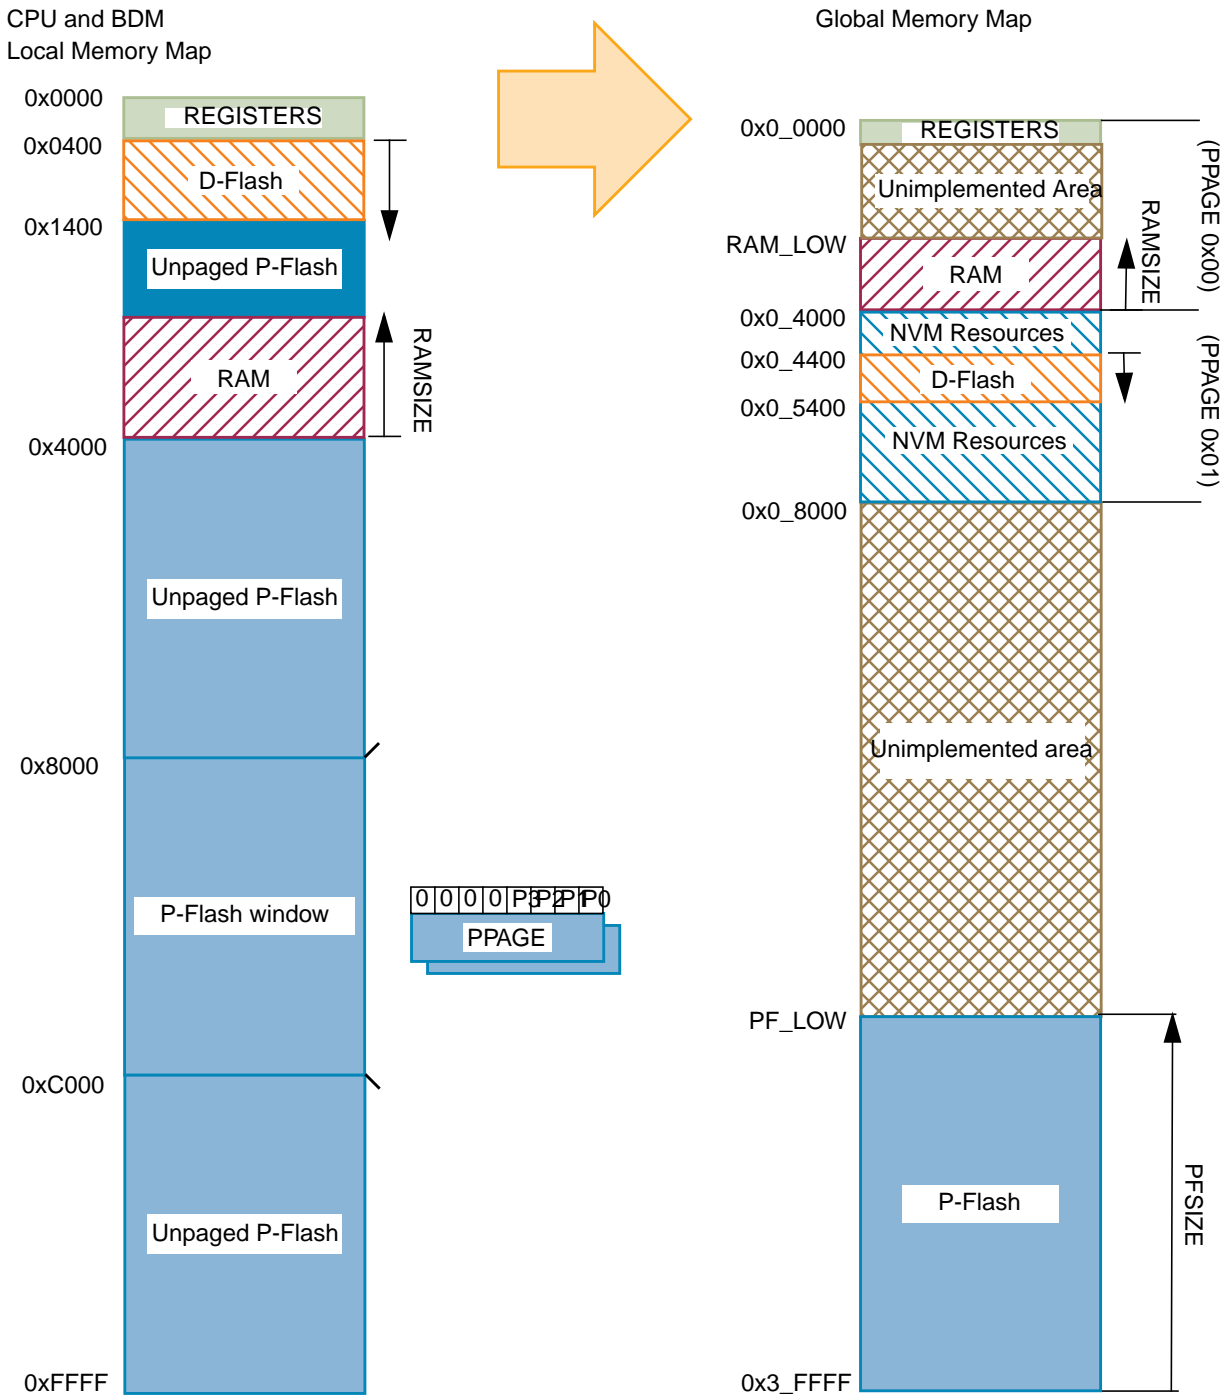 CPU and BDM
Local Memory Map
0x0000
REGISTERS
0x0400
D-Flash
0x1400
Unpaged P-Flash
RAM
RAMSIZE
0x4000
Unpaged P-Flash
0x8000
P-Flash window
0 0 0 0 P3 P2 P1 P0
PPAGE
0xC000
Unpaged P-Flash
0xFFFF
Global Memory Map
0x0_0000
REGISTERS
Unimplemented Area
(PPAGE 0x00)
RAM_LOW
RAM
RAMSIZE
0x0_4000
NVM Resources
0x0_4400
D-Flash
(PPAGE 0x01)
0x0_5400
NVM Resources
0x0_8000
Unimplemented area
PF_LOW
P-Flash
PFSIZE
0x3_FFFF